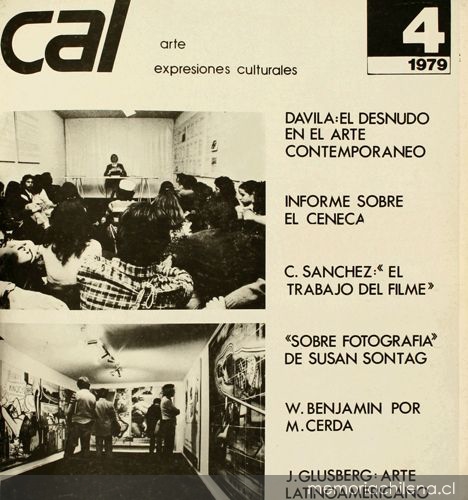 cal
arte
expresiones culturales
4
1979
DAVILA: EL DESNUDO
EN EL ARTE
CONTEMPORANEO
INFORME SOBRE
EL CENECA
C. SANCHEZ: « EL
TRABAJO DEL FILME »
«SOBRE FOTOGRAFIA»
DE SUSAN SONTAG
W. BENJAMIN POR
M. CERDA
J. GLUSBERG: ARTE
LATINOAMERICANO
memoriachilena.cl